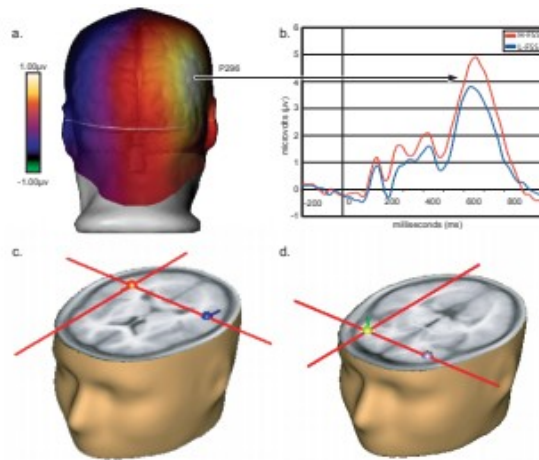 a.
1.00μv
-1.00μv
P296
b.
6
5
4
3
2
1
0
-1
microvolts (μv)
-200
0
200
400
600
800
milliseconds (ms)
c.
d.